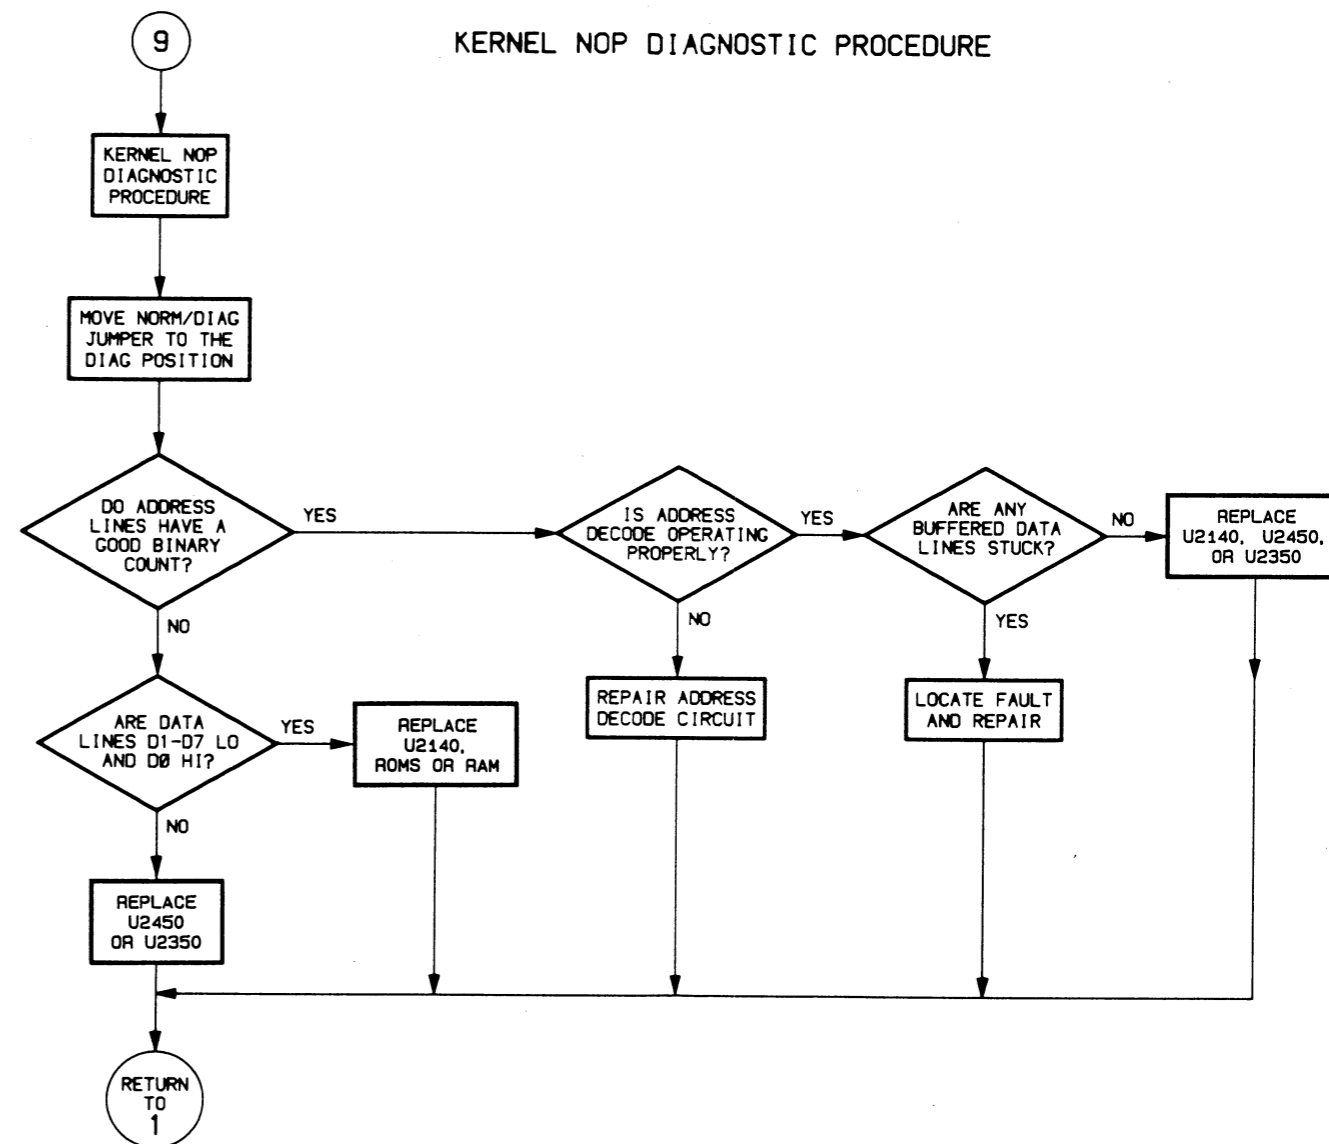 9
KERNEL NOP DIAGNOSTIC PROCEDURE
KERNEL NOP
DIAGNOSTIC
PROCEDURE
MOVE NORM/DIAG
JUMPER TO THE
DIAG POSITION
DO ADDRESS
LINES HAVE A
GOOD BINARY
COUNT?
YES
IS ADDRESS
DECODE OPERATING
PROPERLY?
YES
ARE ANY
BUFFERED DATA
LINES STUCK?
NO
REPLACE
U2140, U2450,
OR U2350
NO
NO
YES
ARE DATA
LINES D1-D7 LO
AND D0 HI?
YES
REPLACE
U2140,
ROMS OR RAM
REPAIR ADDRESS
DECODE CIRCUIT
LOCATE FAULT
AND REPAIR
NO
REPLACE
U2450
OR U2350
RETURN
TO
1